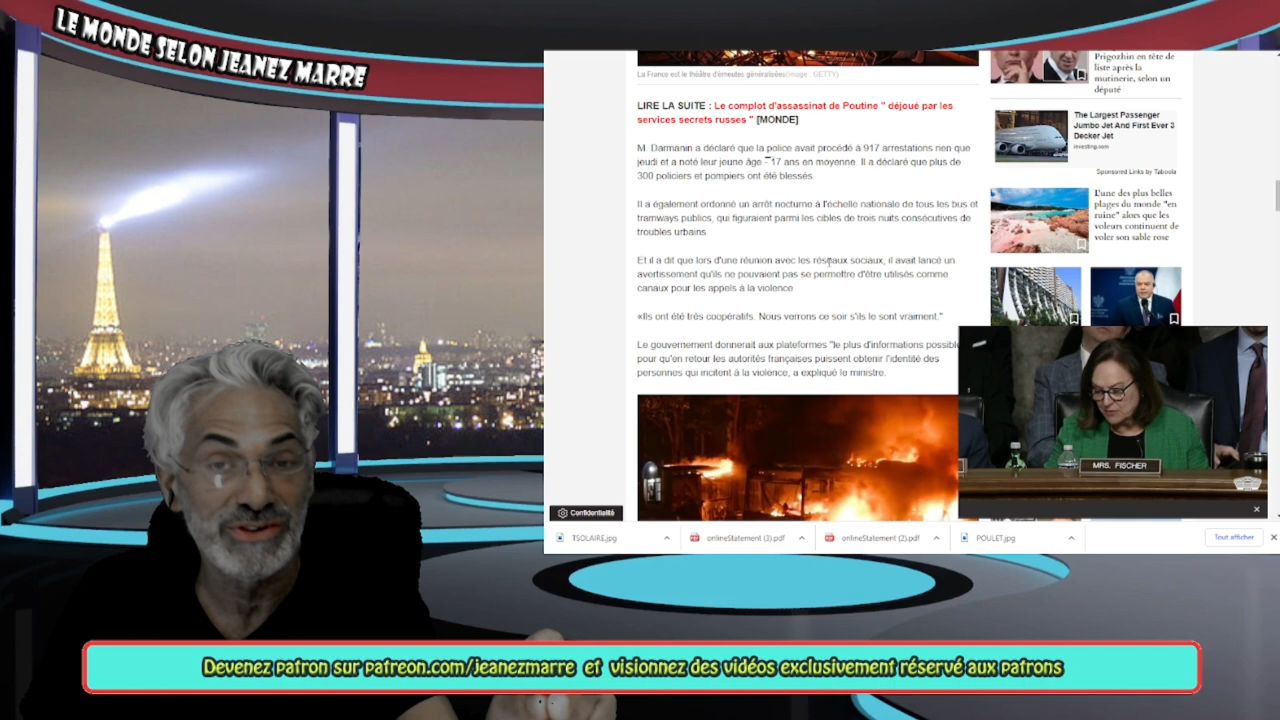 LE MONDE SELON JEANEZ MARRE
La France est le théâtre d'émeutes généralisées(Image : GETTY)
LIRE LA SUITE : Le complot d'assassinat de Poutine " déjoué par les
services secrets russes " [MONDE]
M. Darmanin a déclaré que la police avait procédé à 917 arrestations rien que
jeudi et a noté leur jeune âge - 17 ans en moyenne. Il a déclaré que plus de
300 policiers et pompiers ont été blessés.
Il a également ordonné un arrêt nocturne à l'échelle nationale de tous les bus et
tramways publics, qui figuraient parmi les cibles de trois nuits consécutives de
troubles urbains.
Et il a dit que lors d'une réunion avec les réseaux sociaux, il avait lancé un
avertissement qu'ils ne pouvaient pas se permettre d'être utilisés comme
canaux pour les appels à la violence
«Ils ont été très coopératifs. Nous verrons ce soir s'ils le sont vraiment."
Le gouvernement donnerait aux plateformes "le plus d'informations possible
pour qu'en retour les autorités françaises puissent obtenir l'identité des
personnes qui incitent à la violence, a expliqué le ministre.
Prigozhin en tête de
liste après la
mutinerie, selon un
député
The Largest Passenger
Jumbo Jet And First Ever 3
Decker Jet
investing.com
Sponsored Links by Taboola
L'une des plus belles
plages du monde "en
ruine" alors que les
voleurs continuent de
voler son sable rose
MRS. FISCHER
Confidentialité
TSOLAIRE.jpg
onlineStatement (3).pdf
onlineStatement (2).pdf
POULET.jpg
Tout afficher
Devenez patron sur patreon.com/jeanezmarre et visionnez des vidéos exclusivement réservé aux patrons